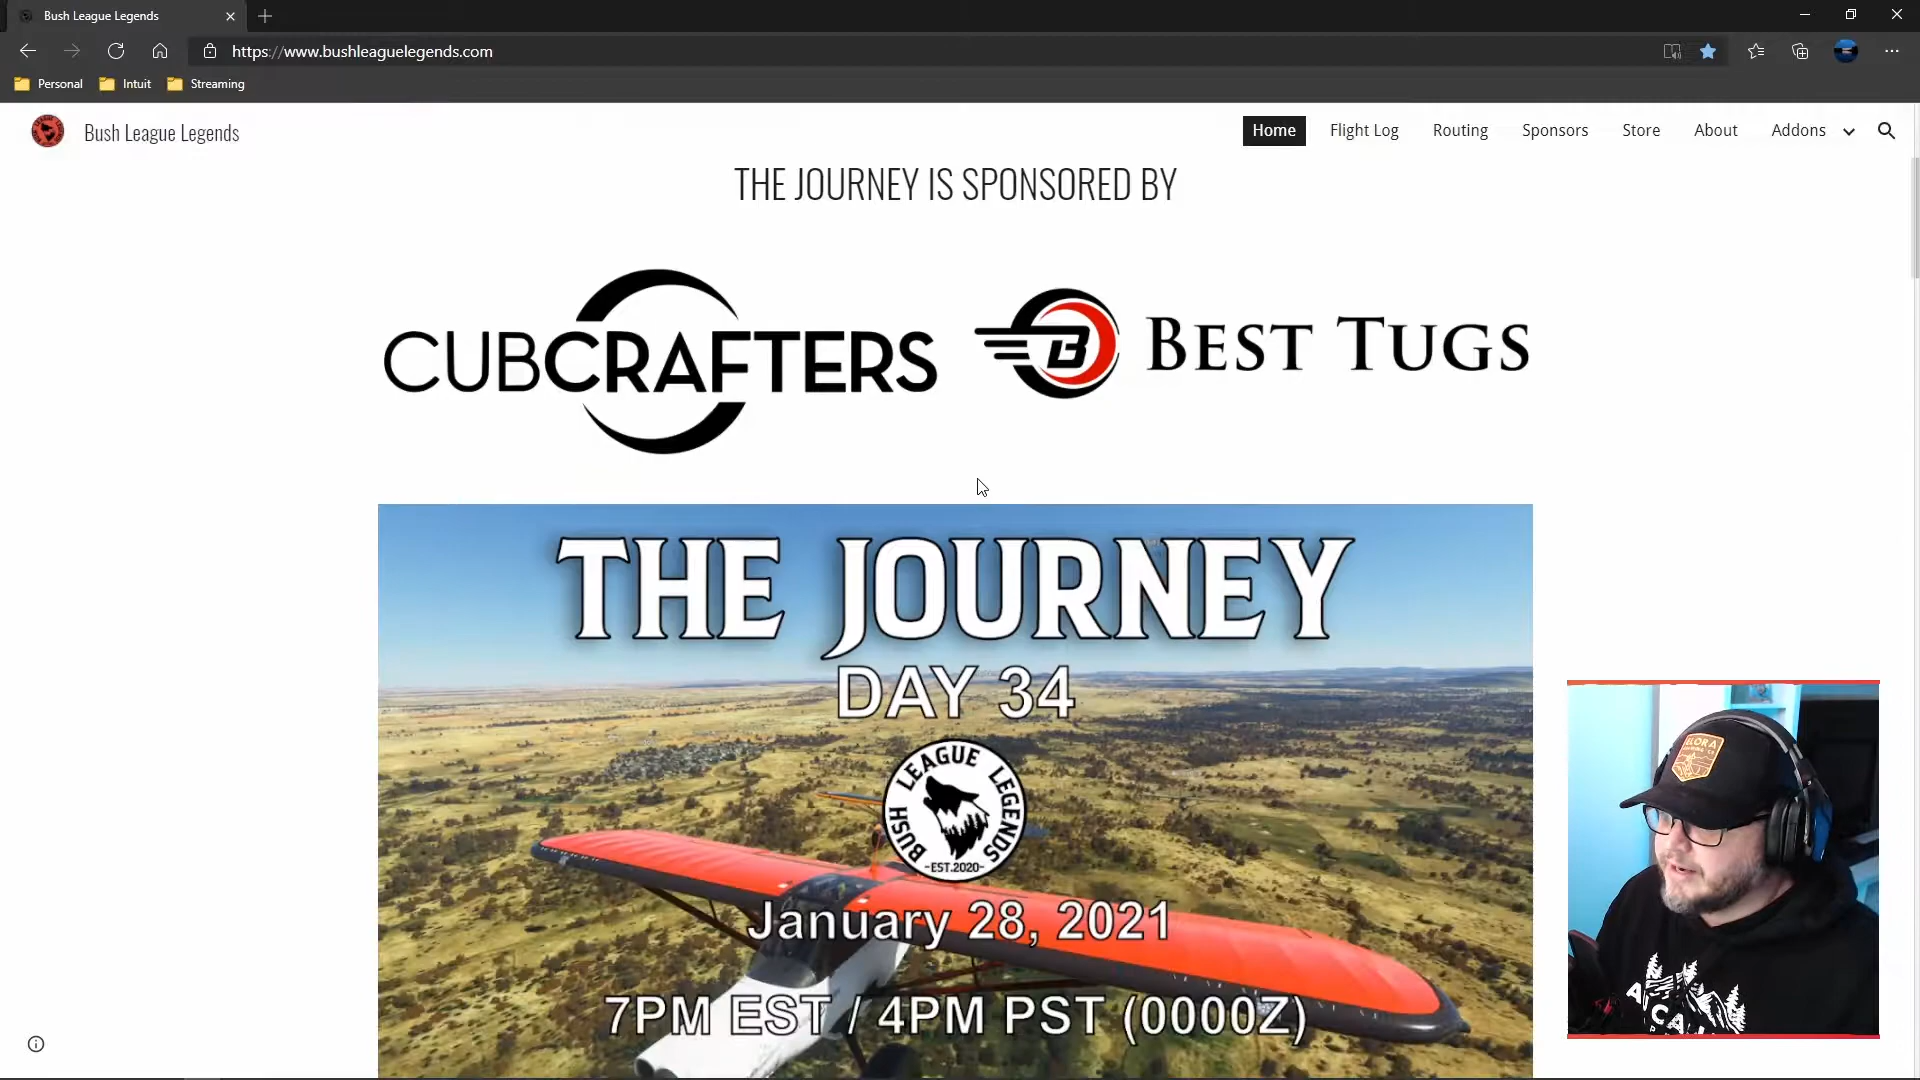 Bush League Legends
https://www.bushleaguelegends.com
Personal Intuit Streaming
Bush League Legends
Home Flight Log Routing Sponsors Store About Addons
THE JOURNEY IS SPONSORED BY
CUBCRAFTERS
B BEST TUGS
THE JOURNEY
DAY 34
BUSH LEAGUE LEGENDS
-EST.2020-
January 28, 2021
7PM EST / 4PM PST (0000Z)
ELORA